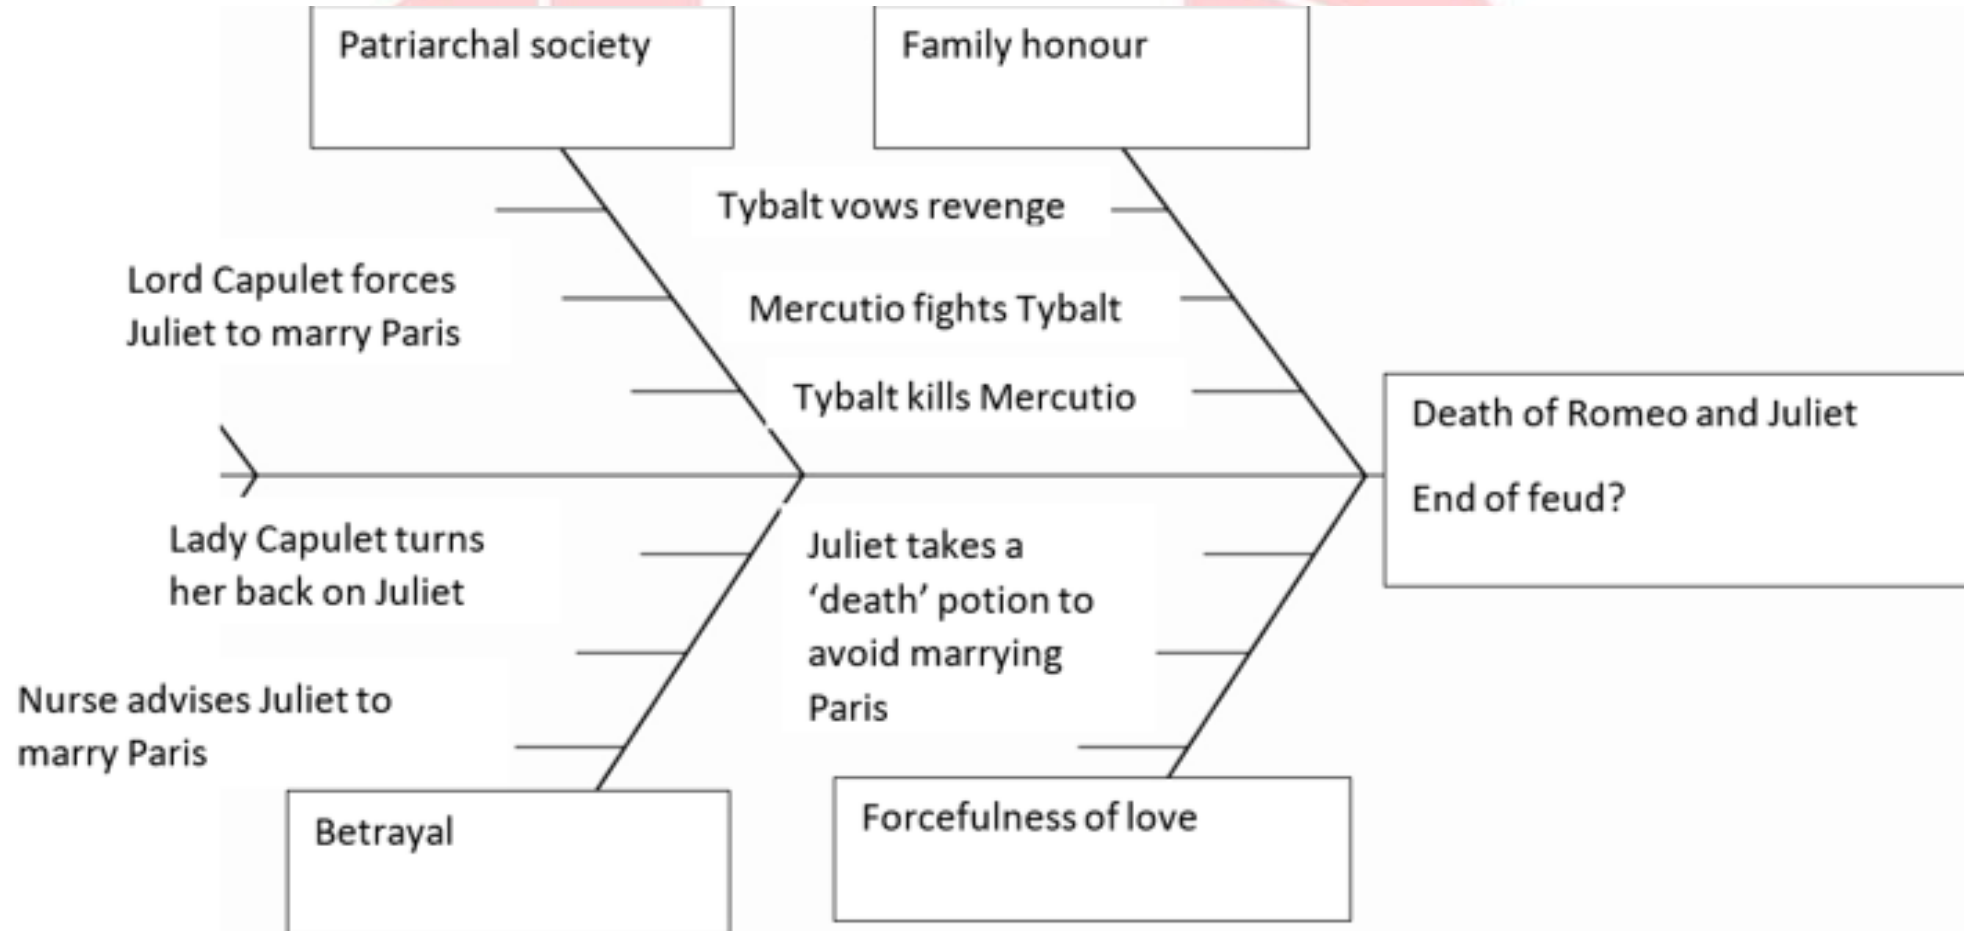 Patriarchal society
Family honour
Tybalt vows revenge
Lord Capulet forces
Juliet to marry Paris
Mercutio fights Tybalt
Tybalt kills Mercutio
Death of Romeo and Juliet
End of feud?
Lady Capulet turns
her back on Juliet
Juliet takes a
‘death’ potion to
avoid marrying
Paris
Nurse advises Juliet to
marry Paris
Betrayal
Forcefulness of love